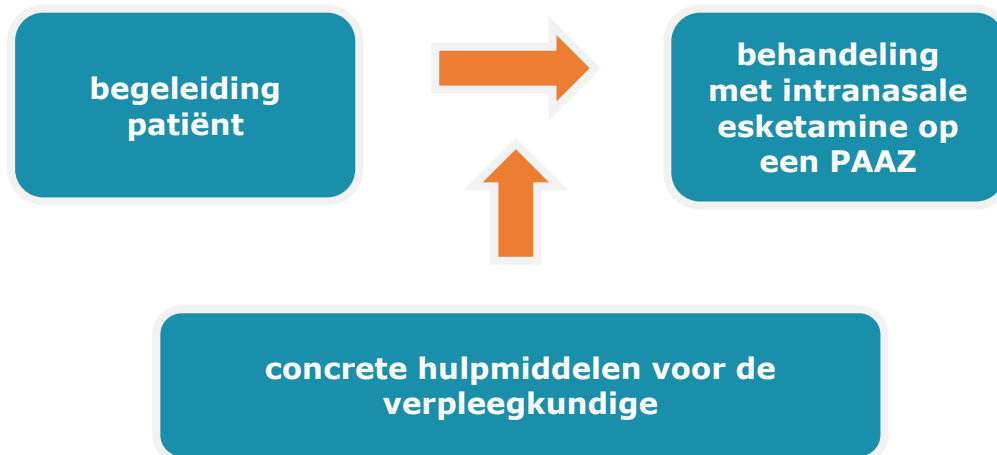 begeleiding
patiënt
behandeling
met intranasale
esketamine op
een PAAZ
concrete hulpmiddelen voor de
verpleegkundige